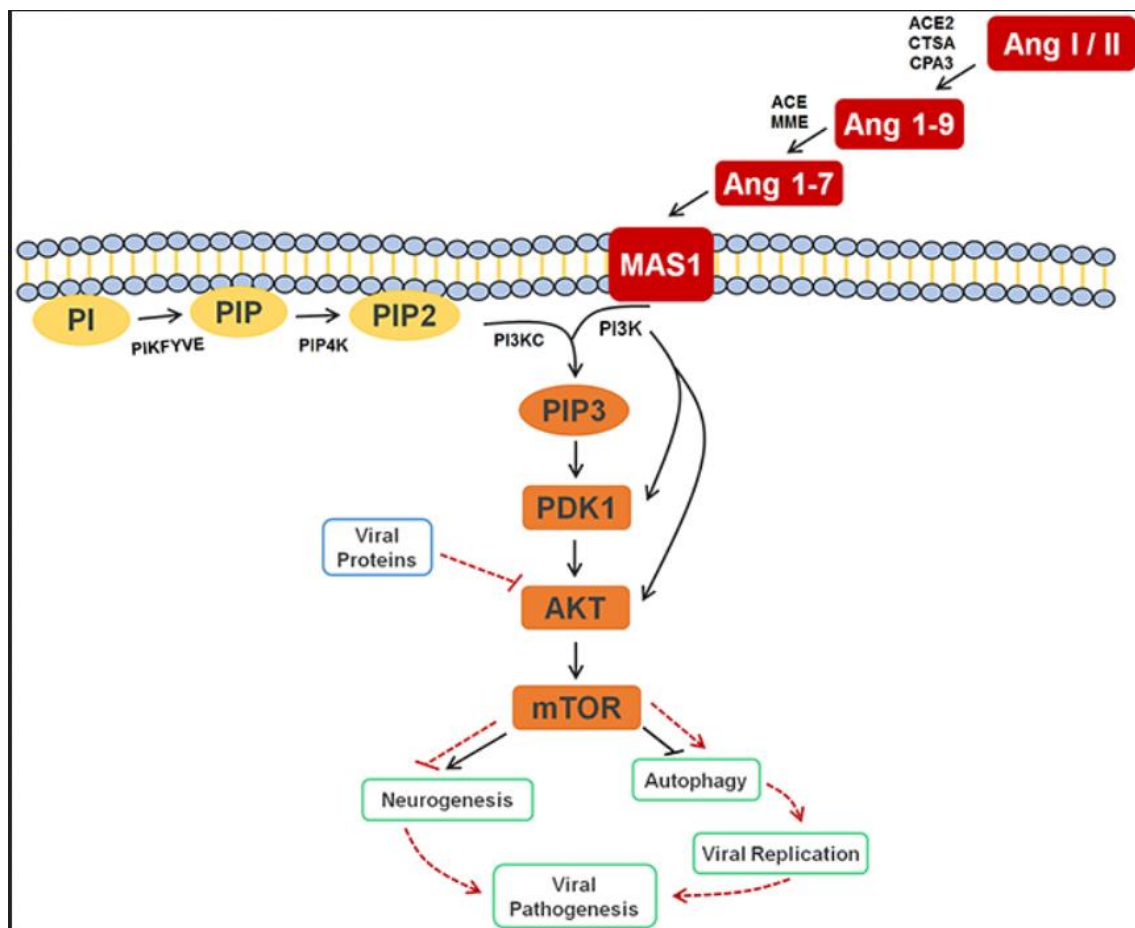 ACE2
CTSA
CPA3
Ang I / II
ACE
MME
Ang 1-9
Ang 1-7
MAS1
PI
PIKFYVE
PIP
PIP4K
PIP2
PI3KC
PI3K
PIP3
PDK1
Viral
Proteins
AKT
mTOR
Neurogenesis
Autophagy
Viral Replication
Viral
Pathogenesis